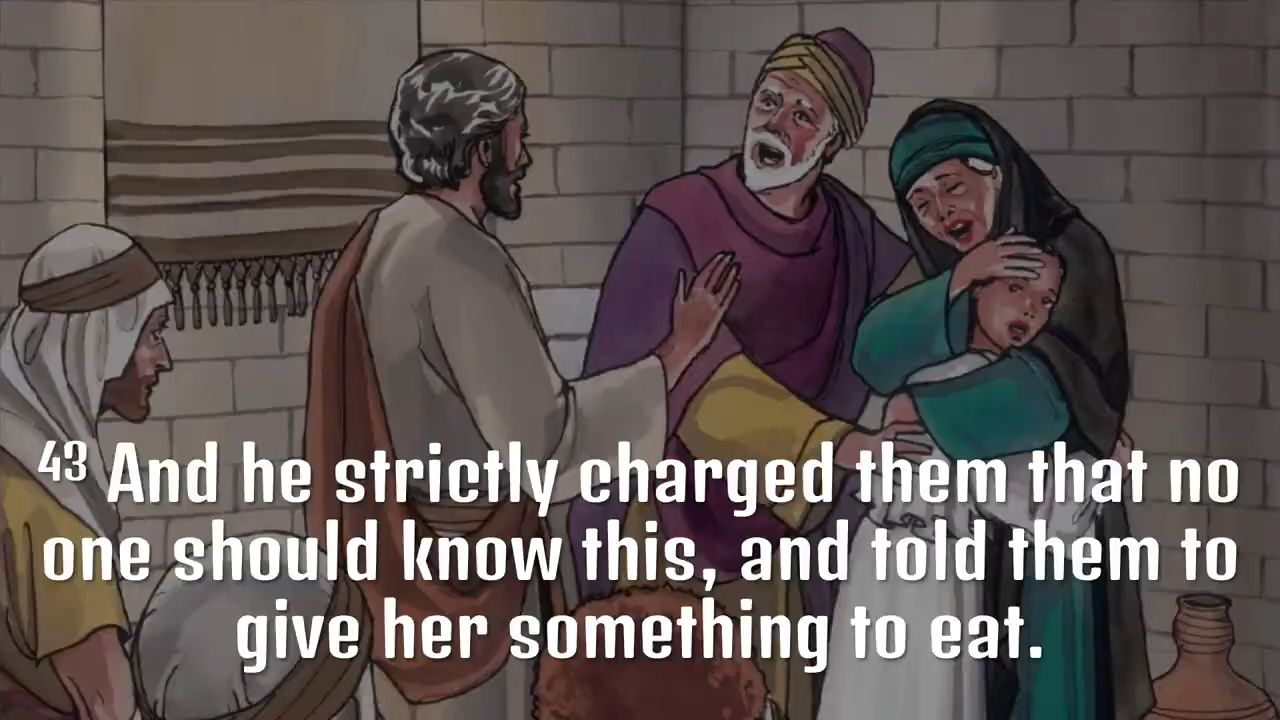 43 And he strictly charged them that no
one should know this, and told them to
give her something to eat.